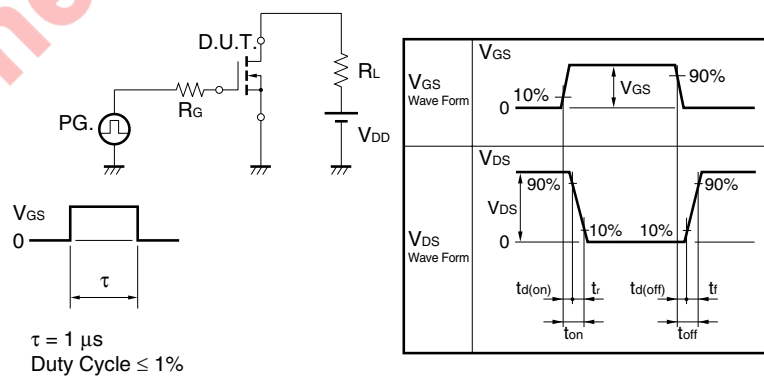 D.U.T.
RL
RG
PG.
VDD
VGS
0
τ
τ = 1 μs
Duty Cycle ≤ 1%
VGS
Wave Form
VGS
10%
0
VGS
90%
VDS
Wave Form
VDS
90%
VDS
0
10%
10%
90%
td(on)
tr
td(off)
tf
ton
toff